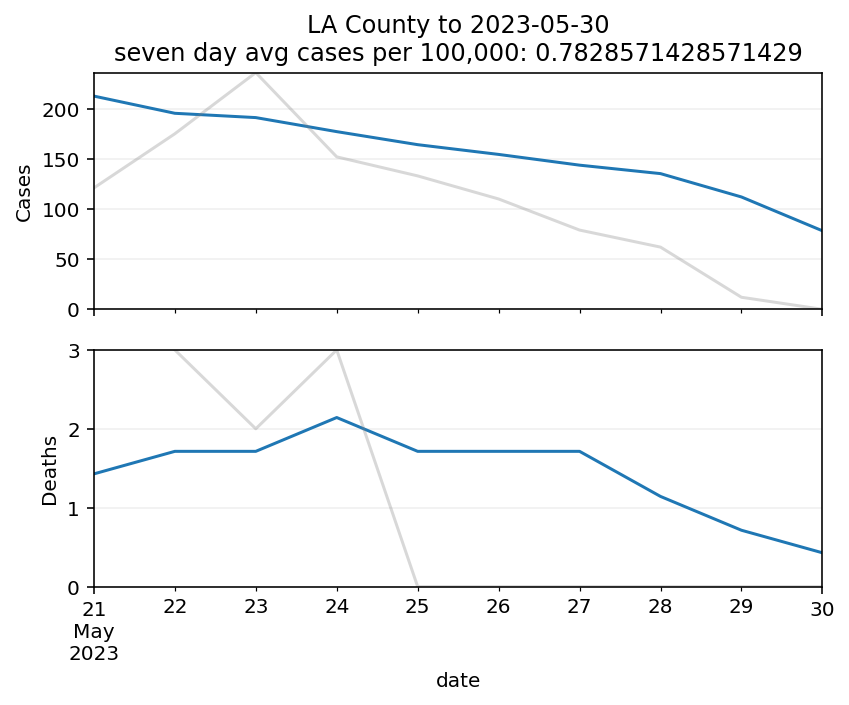 LA County to 2023-05-30
seven day avg cases per 100,000: 0.7828571428571429
200
150
100
50
0
Cases
3
2
1
0
Deaths
21 22 23 24 25 26 27 28 29 30
May
2023
date